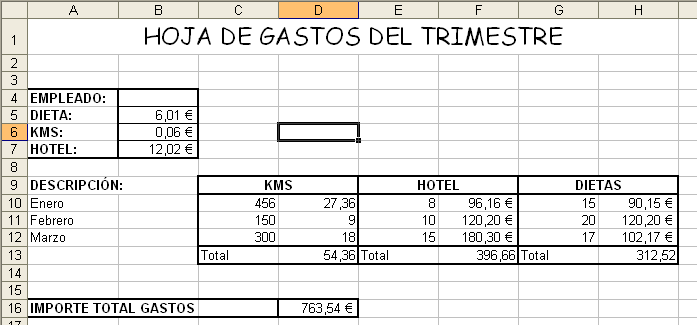 A B C D E F G H
1 HOJA DE GASTOS DEL TRIMESTRE
2
3
4 EMPLEADO:
5 DIETA: 6,01 €
6 KMS: 0,06 €
7 HOTEL: 12,02 €
8
9 DESCRIPCIÓN: KMS HOTEL DIETAS
10 Enero 456 27,36 8 96,16 € 15 90,15 €
11 Febrero 150 9 10 120,20 € 20 120,20 €
12 Marzo 300 18 15 180,30 € 17 102,17 €
13 Total 54,36 Total 396,66 Total 312,52
14
15
16 IMPORTE TOTAL GASTOS 763,54 €
17